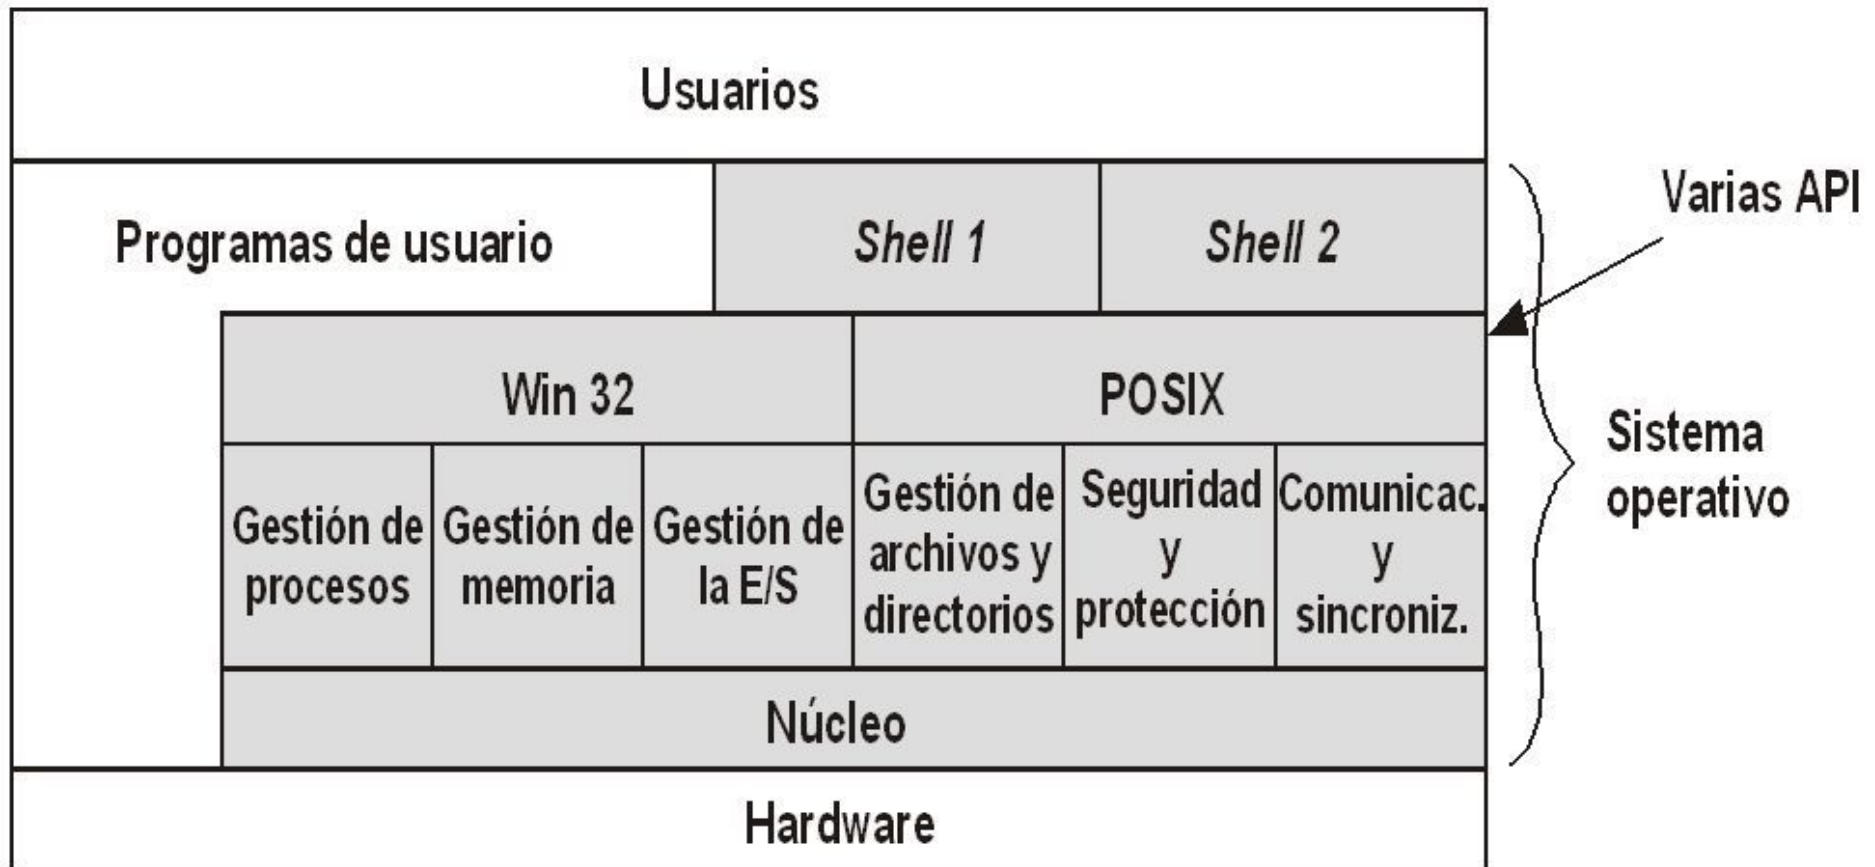 Usuarios
Varias API
Programas de usuario
Shell 1
Shell 2
Win 32
POSIX
Sistema
operativo
Gestión de
procesos
Gestión de
memoria
Gestión de
la E/S
Gestión de
archivos y
directorios
Seguridad
y
protección
Comunicac.
y
sincroniz.
Núcleo
Hardware